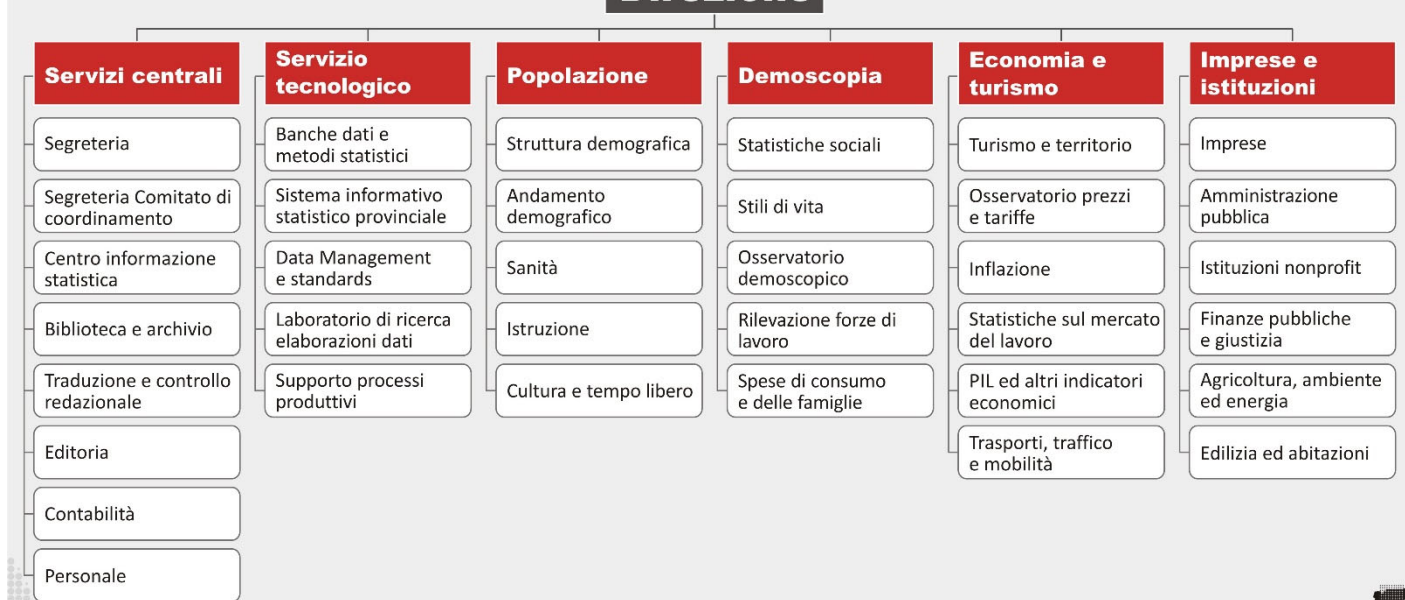 Direzione
Servizi centrali
Segreteria
Segreteria Comitato di
coordinamento
Centro informazione
statistica
Biblioteca e archivio
Traduzione e controllo
redazionale
Editoria
Contabilità
Personale
Servizio
tecnologico
Banche dati e
metodi statistici
Sistema informativo
statistico provinciale
Data Management
e standards
Laboratorio di ricerca
elaborazioni dati
Supporto processi
produttivi
Popolazione
Struttura demografica
Andamento
demografico
Sanità
Istruzione
Cultura e tempo libero
Demoscopia
Statistiche sociali
Stili di vita
Osservatorio
demoscopico
Rilevazione forze di
lavoro
Spese di consumo
e delle famiglie
Economia e
turismo
Turismo e territorio
Osservatorio prezzi
e tariffe
Inflazione
Statistiche sul mercato
del lavoro
PIL ed altri indicatori
economici
Trasporti, traffico
e mobilità
Imprese e
istituzioni
Imprese
Amministrazione
pubblica
Istituzioni nonprofit
Finanze pubbliche
e giustizia
Agricoltura, ambiente
ed energia
Edilizia ed abitazioni